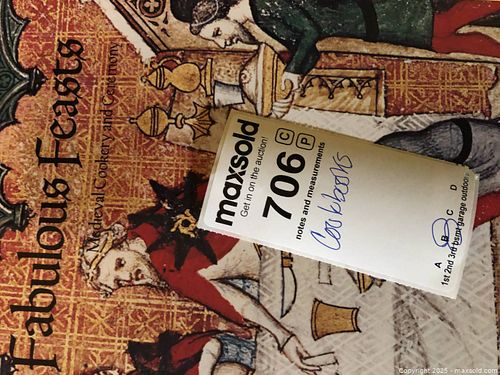 Fabulous Feasts
Medieval Cookery and Ceremony
maxsold
Get in on the auction!
706 C P
notes and measurements
Cookbooks
A B C D
1st 2nd 3rd bsmt garage outdoor
Copyright 2025 - maxsold.com